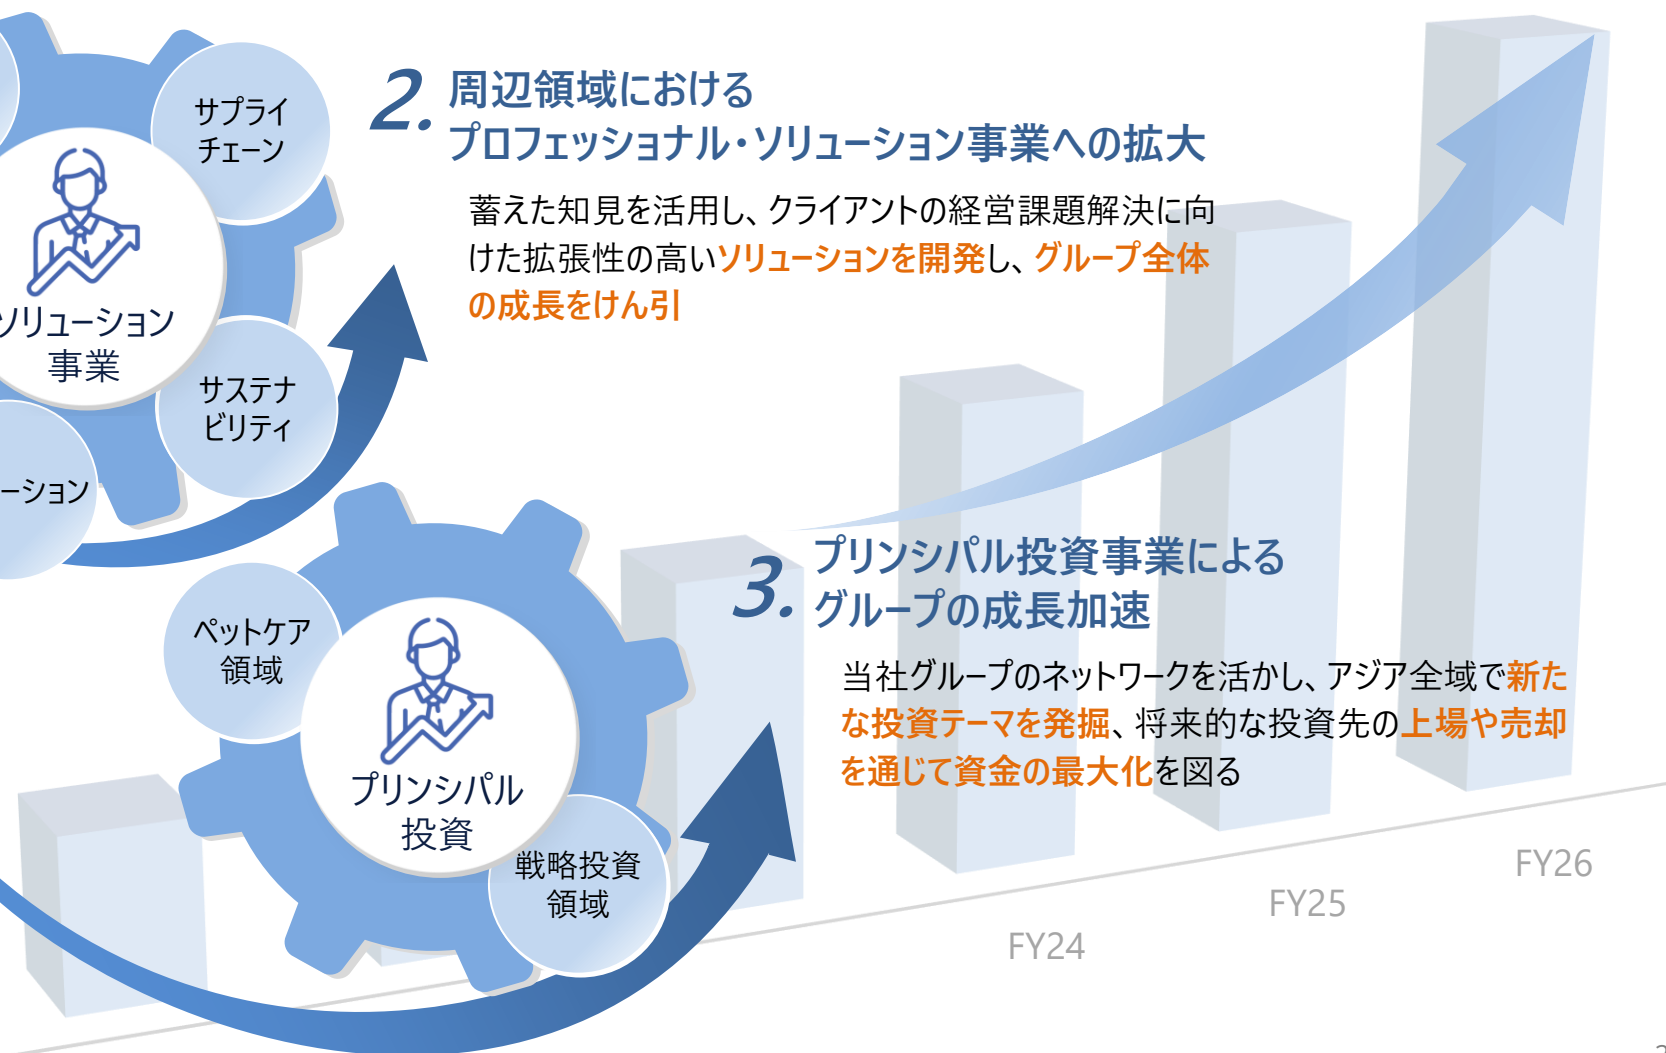 2. 周辺領域における
プロフェッショナル・ソリューション事業への拡大
蓄えた知見を活用し、クライアントの経営課題解決に向
けた拡張性の高いソリューションを開発し、グループ全体
の成長をけん引
サプライ
チェーン
ソリューション
事業
サステナ
ビリティ
ーション
3. プリンシパル投資事業による
グループの成長加速
当社グループのネットワークを活かし、アジア全域で新た
な投資テーマを発掘、将来的な投資先の上場や売却
を通じて資金の最大化を図る
ペットケア
領域
プリンシパル
投資
戦略投資
領域
FY24
FY25
FY26